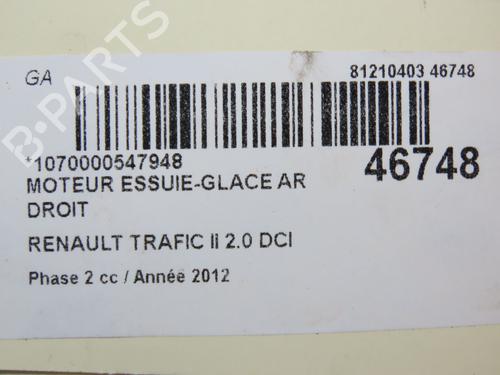 GA
81210403 46748
*1070000547948
46748
MOTEUR ESSUIE-GLACE AR
DROIT
RENAULT TRAFIC II 2.0 DCI
Phase 2 cc / Année 2012
B-PARTS